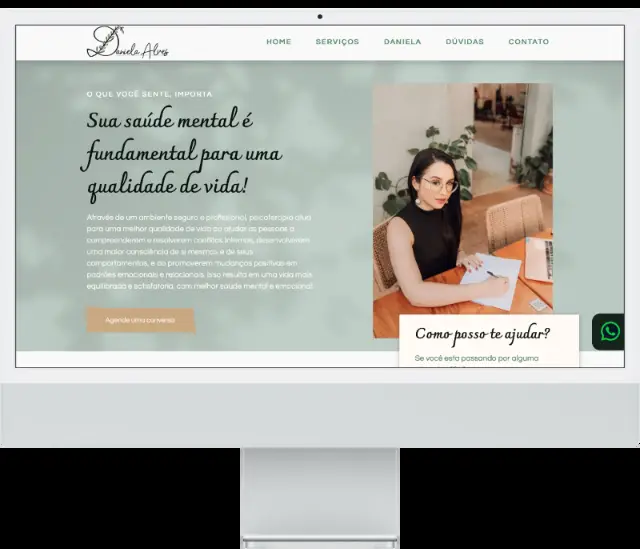 Daniela Alves
HOME SERVIÇOS DANIELA DÚVIDAS CONTATO
O QUE VOCÊ SENTE, IMPORTA
Sua saúde mental é
fundamental para uma
qualidade de vida!
Através de um ambiente seguro e profissional, psicoterapia atua
para uma melhor qualidade de vida ao ajudar as pessoas a
compreenderem e resolverem conflitos internos, desenvolverem
uma maior consciência de si mesmos e de seus
comportamentos, e ao promoverem mudanças positivas em
padrões emocionais e relacionais. Isso resulta em uma vida mais
equilibrada e satisfatória, com melhor saúde mental e emocional.
Agende uma conversa
Como posso te ajudar?
Se você está passando por alguma